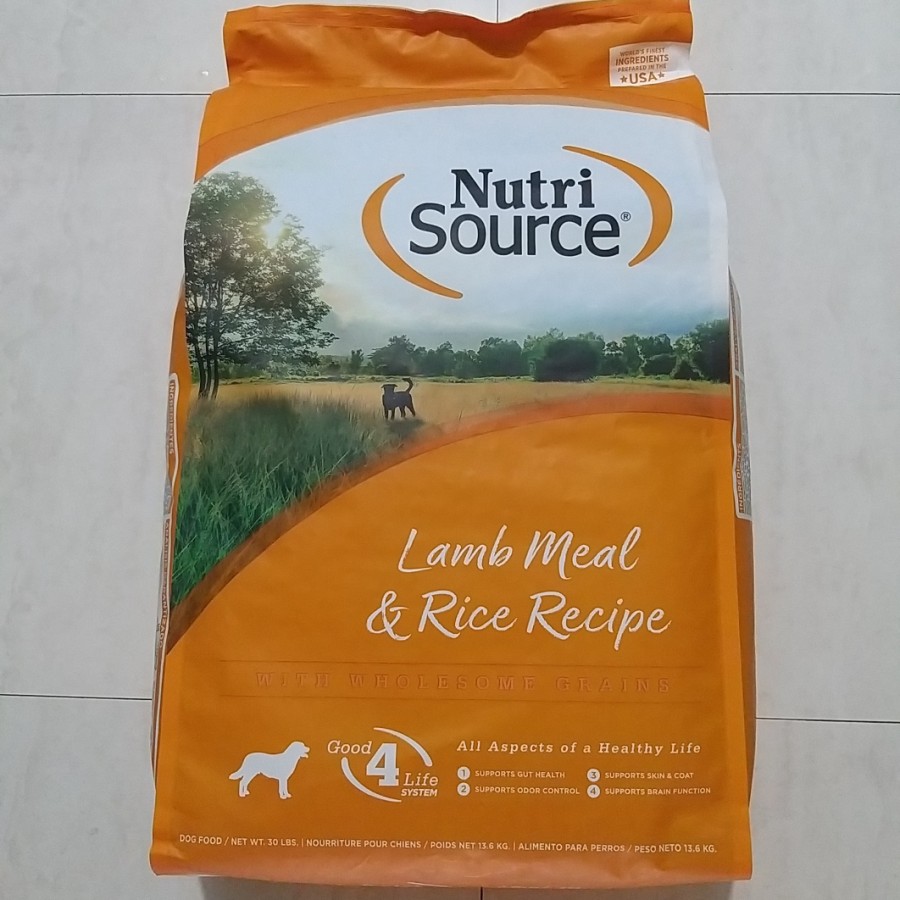 WORLD'S FINEST
INGREDIENTS
PREPARED IN THE
★USA★
Nutri
Source®
INGREDIENTS
INGREDIENTS
Lamb Meal
& Rice Recipe
WITH WHOLESOME GRAINS
Good 4 Life
SYSTEM
All Aspects of a Healthy Life
1 SUPPORTS GUT HEALTH
2 SUPPORTS ODOR CONTROL
3 SUPPORTS SKIN & COAT
4 SUPPORTS BRAIN FUNCTION
DOG FOOD / NET WT. 30 LBS. | NOURRITURE POUR CHIENS / POIDS NET 13.6 KG. | ALIMENTO PARA PERROS / PESO NETO 13.6 KG.